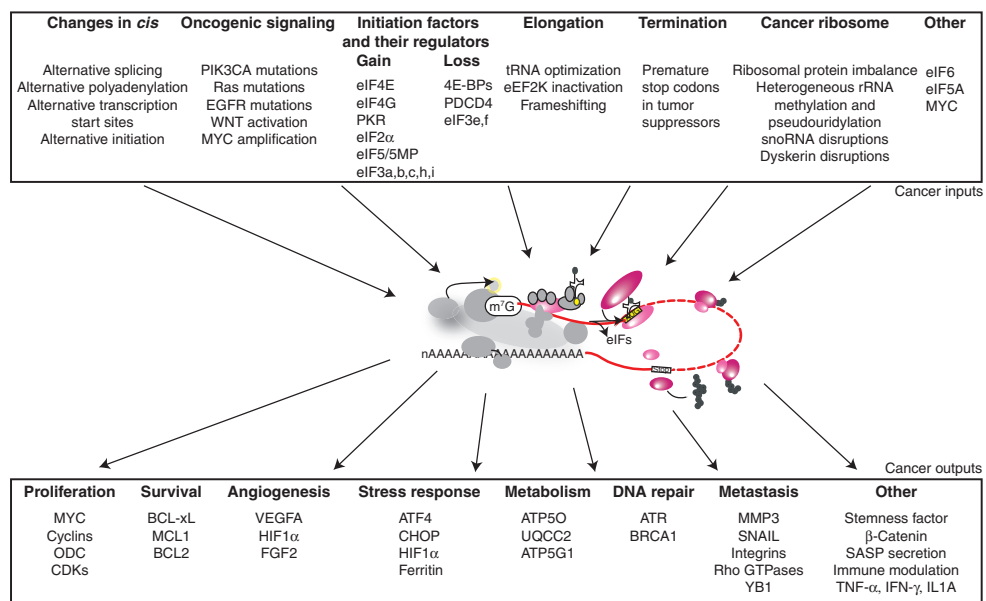 Changes in cis
Alternative splicing
Alternative polyadenylation
Alternative transcription
start sites
Alternative initiation
Oncogenic signaling
PIK3CA mutations
Ras mutations
EGFR mutations
WNT activation
MYC amplification
Initiation factors
and their regulators
Gain
eIF4E
eIF4G
PKR
eIF2α
eIF5/5MP
eIF3a,b,c,h,i
Loss
4E-BPs
PDCD4
eIF3e,f
Elongation
tRNA optimization
eEF2K inactivation
Frameshifting
Termination
Premature
stop codons
in tumor
suppressors
Cancer ribosome
Ribosomal protein imbalance
Heterogeneous rRNA
methylation and
pseudouridylation
snoRNA disruptions
Dyskerin disruptions
Other
eIF6
eIF5A
MYC
Cancer inputs
m7G
eIFs
Cancer outputs
Proliferation
MYC
Cyclins
ODC
CDKs
Survival
BCL-xL
MCL1
BCL2
Angiogenesis
VEGFA
HIF1α
FGF2
Stress response
ATF4
CHOP
HIF1α
Ferritin
Metabolism
ATP5O
UQCC2
ATP5G1
DNA repair
ATR
BRCA1
Metastasis
MMP3
SNAIL
Integrins
Rho GTPases
YB1
Other
Stemness factor
β-Catenin
SASP secretion
Immune modulation
TNF-α, IFN-γ, IL1A